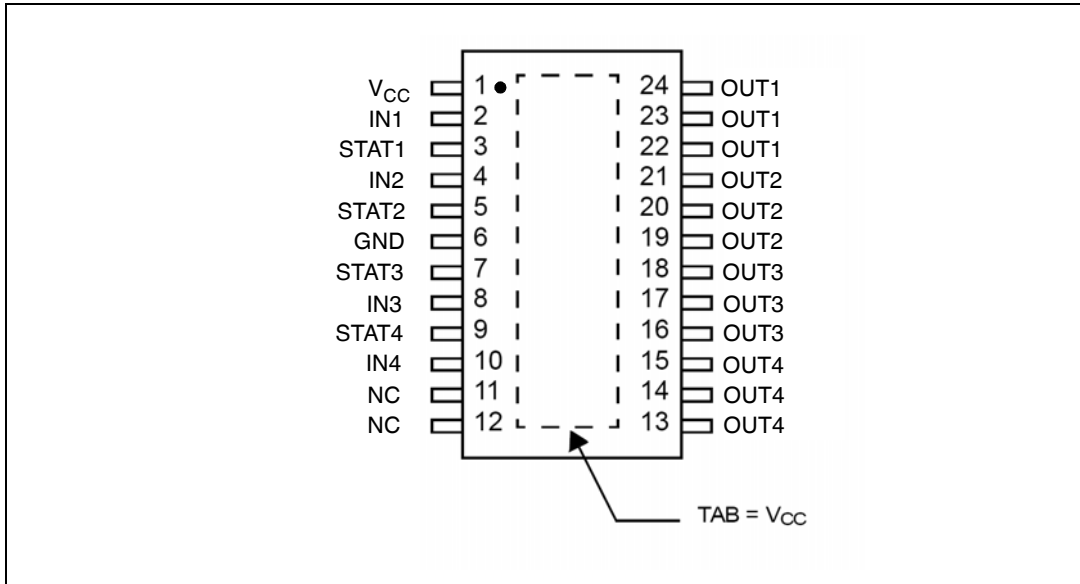 VCC 1 24 OUT1
IN1 2 23 OUT1
STAT1 3 22 OUT1
IN2 4 21 OUT2
STAT2 5 20 OUT2
GND 6 19 OUT2
STAT3 7 18 OUT3
IN3 8 17 OUT3
STAT4 9 16 OUT3
IN4 10 15 OUT4
NC 11 14 OUT4
NC 12 13 OUT4
TAB = VCC